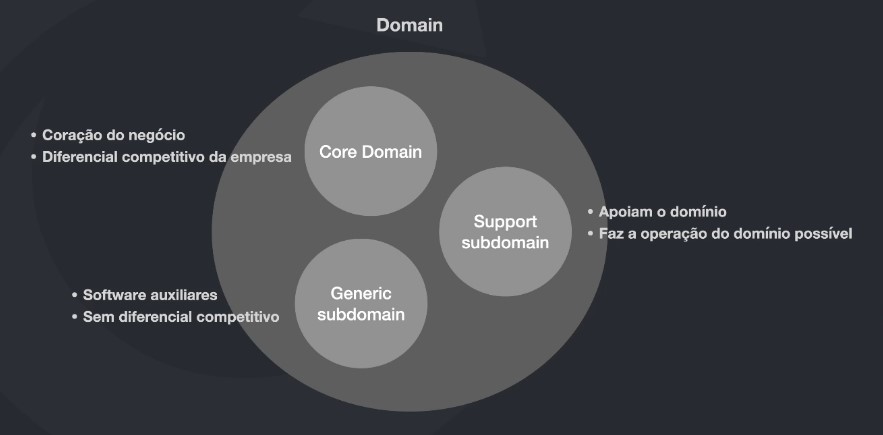 Domain
• Coração do negócio
• Diferencial competitivo da empresa
Core Domain
Support
subdomain
• Apoiam o domínio
• Faz a operação do domínio possível
• Software auxiliares
• Sem diferencial competitivo
Generic
subdomain